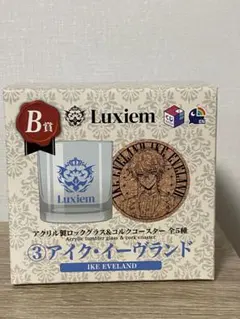 B賞
Luxiem
IKE EVELAND IKE EVELAND
アクリル製ロックグラス&コルクコースター 全5種
Acrylic tumbler glass & cork coaster
③アイク・イーヴランド
IKE EVELAND